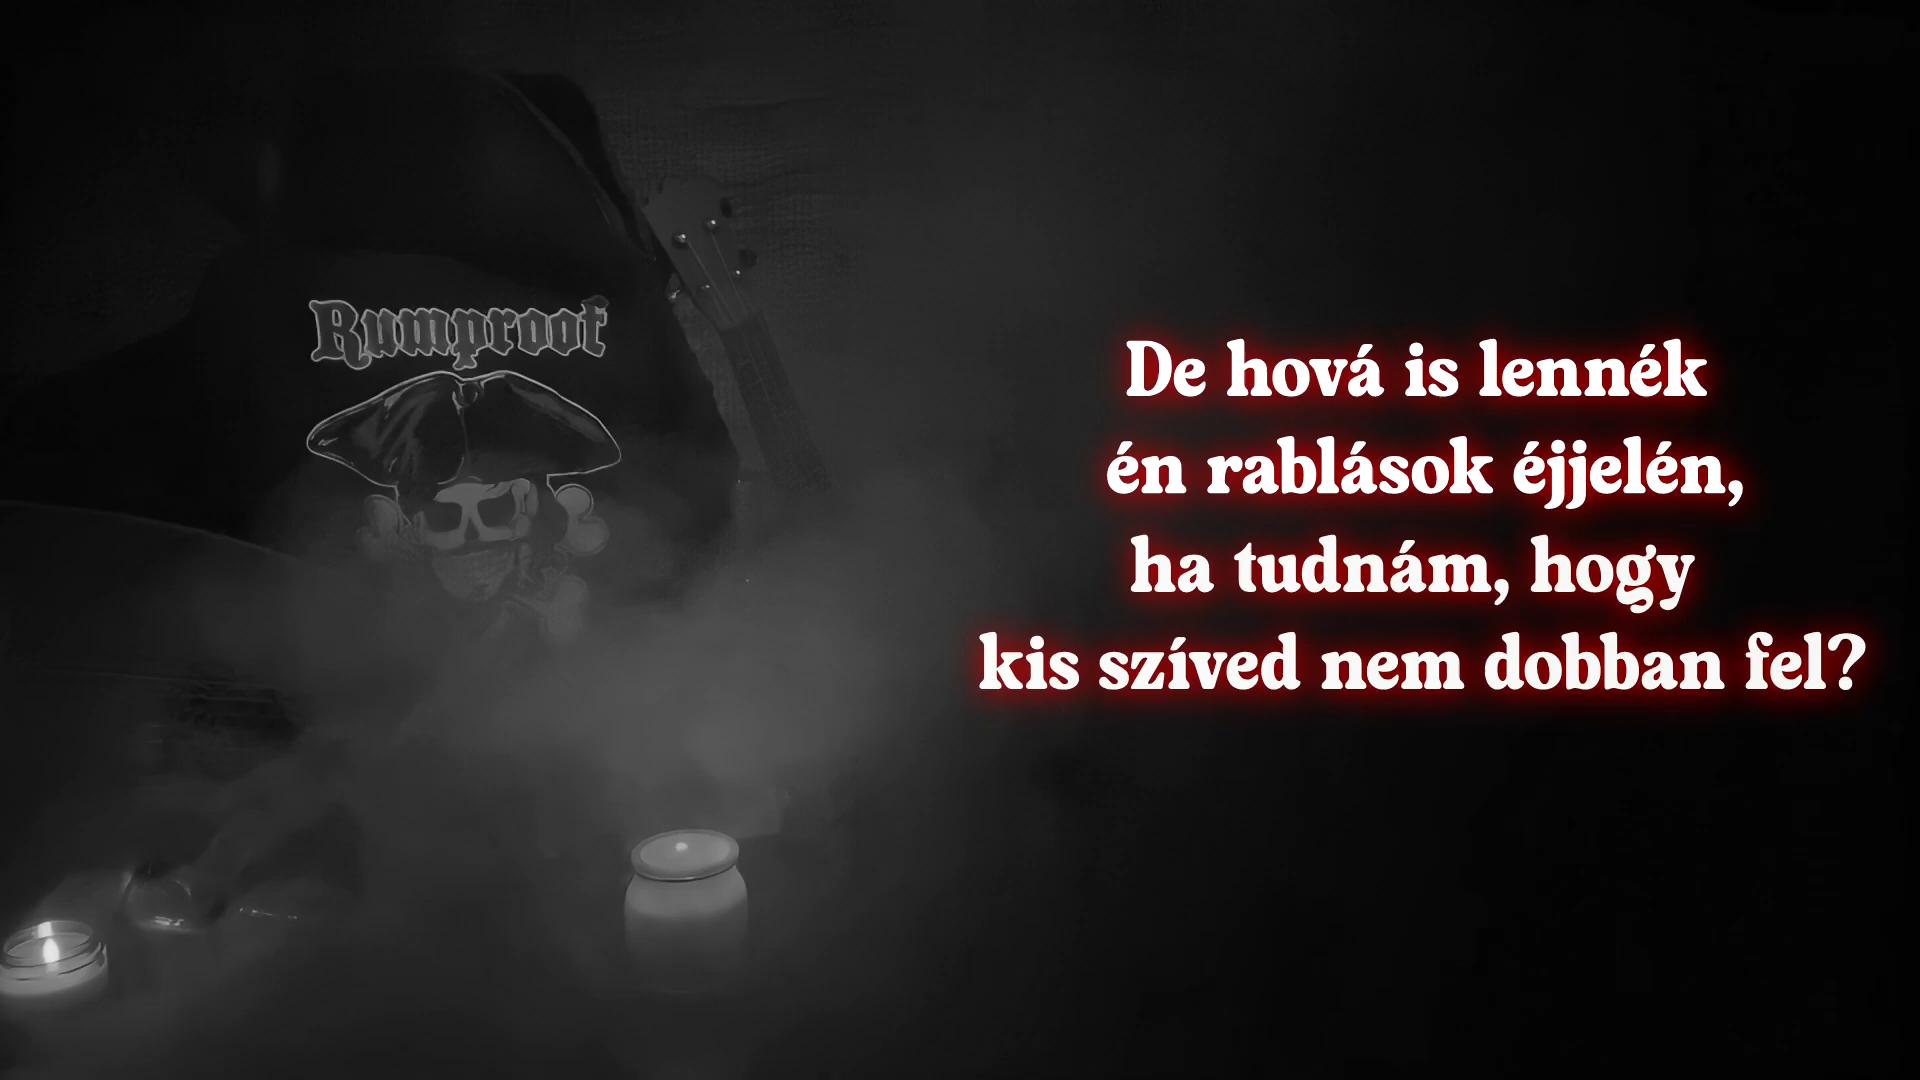 Rumproof
De hová is lennék
én rablások éjjelén,
ha tudnám, hogy
kis szíved nem dobban fel?